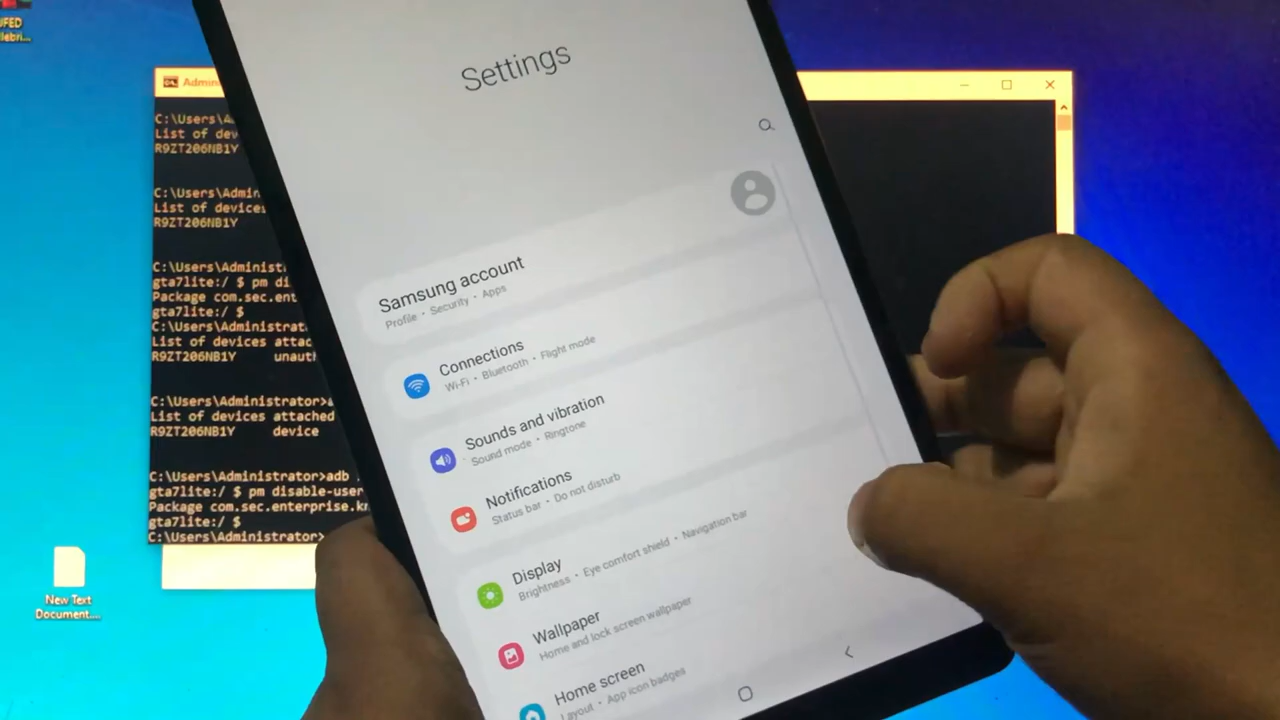 Settings
Samsung account
Profile • Security • Apps
Connections
Wi-Fi • Bluetooth • Flight mode
Sounds and vibration
Sound mode • Ringtone
Notifications
Status bar • Do not disturb
Display
Brightness • Eye comfort shield • Navigation bar
Wallpaper
Home and lock screen wallpaper
Home screen
Layout • App icon badges
C:\Users\A
List of dev
R9ZT206NB1Y
C:\Users\Admin
List of devices
R9ZT206NB1Y
C:\Users\Administr
gta7lite:/ $ pm di
Package com.sec.ent
gta7lite:/ $
C:\Users\Administrat
List of devices attac
R9ZT206NB1Y unauth
C:\Users\Administrator>a
List of devices attached
R9ZT206NB1Y device
C:\Users\Administrator>adb
gta7lite:/ $ pm disable-user
Package com.sec.enterprise.kn
gta7lite:/ $
C:\Users\Administrator>
New Text
Document....